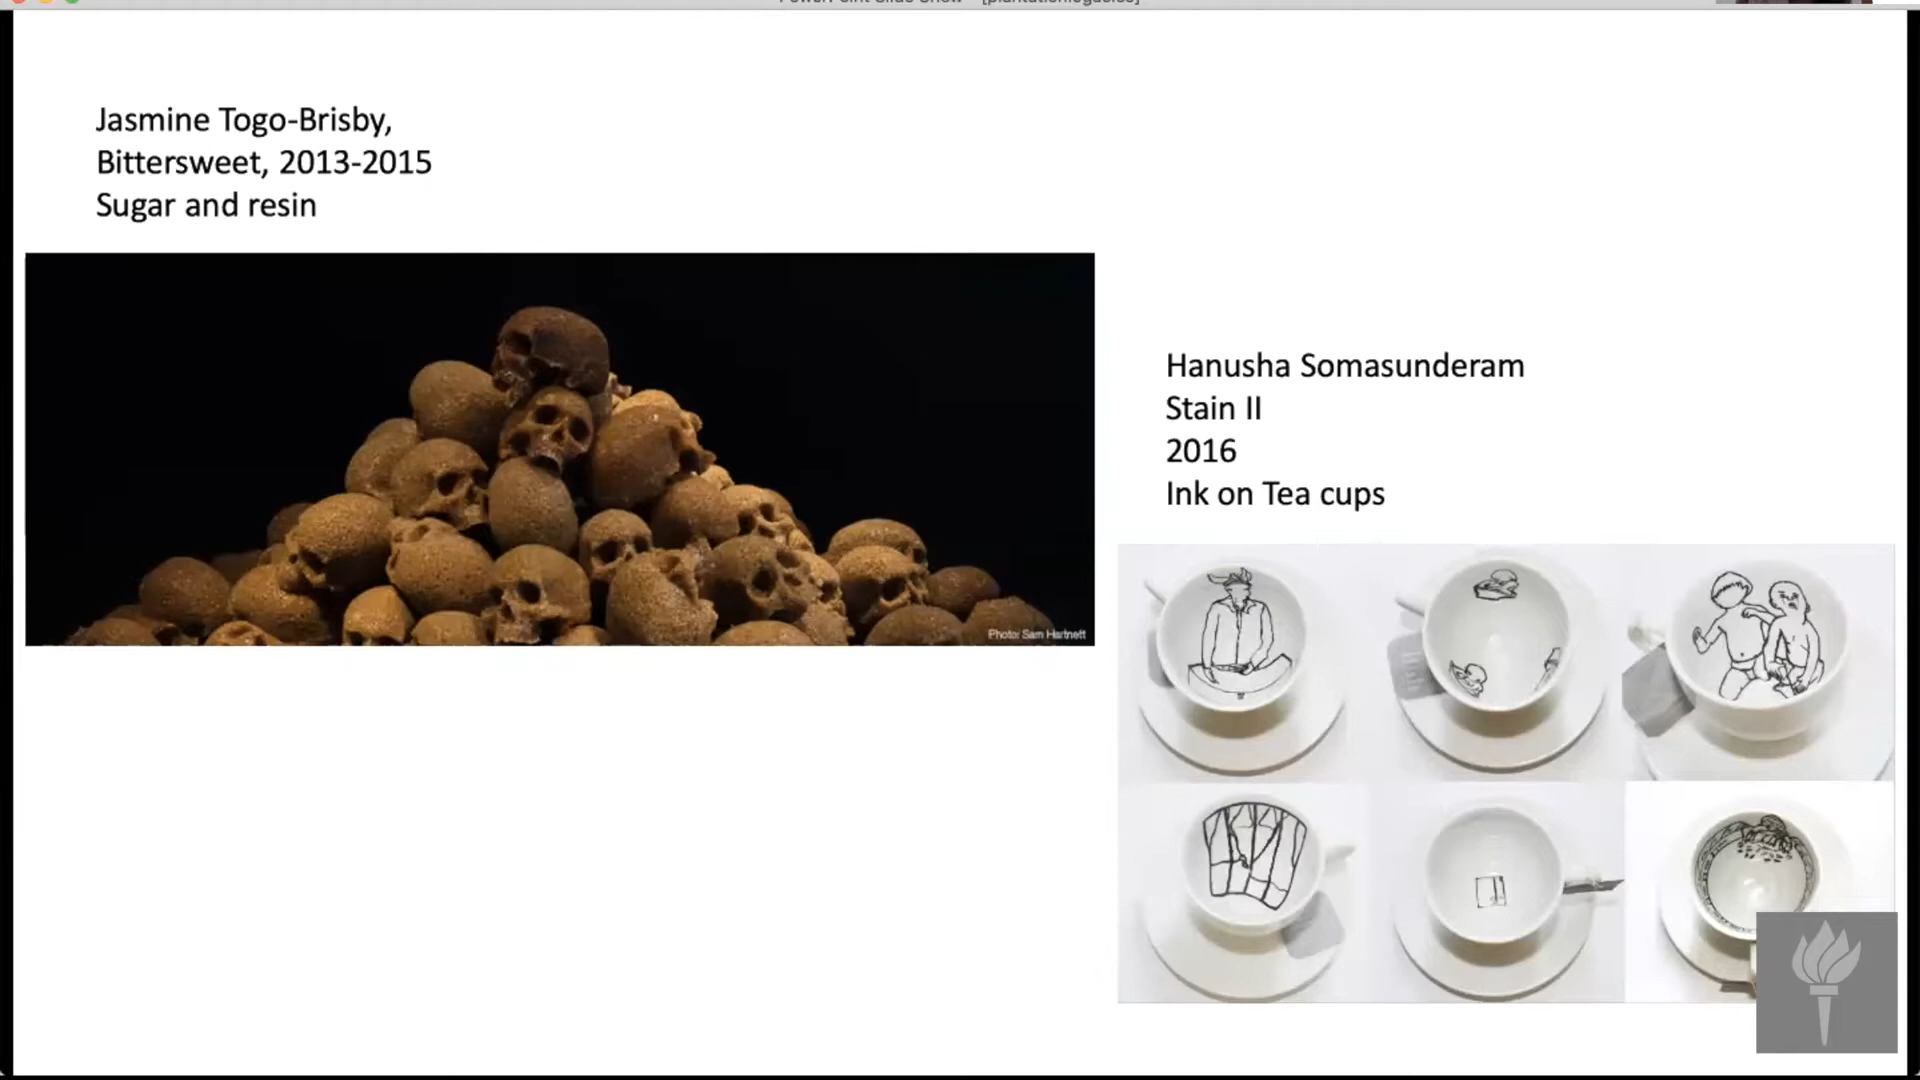 Jasmine Togo-Brisby,
Bittersweet, 2013-2015
Sugar and resin
Photo: Sam Hartnett
Hanusha Somasunderam
Stain II
2016
Ink on Tea cups